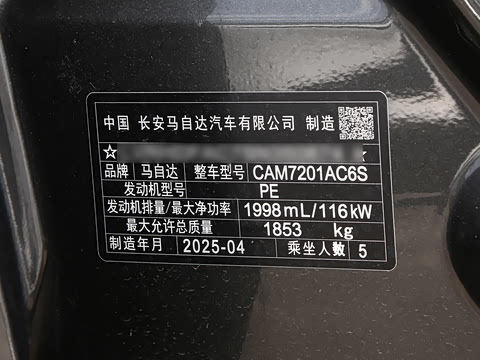 中国 长安马自达汽车有限公司 制造
☆
品牌 马自达 整车型号 CAM7201AC6S
发动机型号 PE
发动机排量/最大净功率 1998mL/116kW
最大允许总质量 1853 kg
制造年月 2025-04 乘坐人数 5